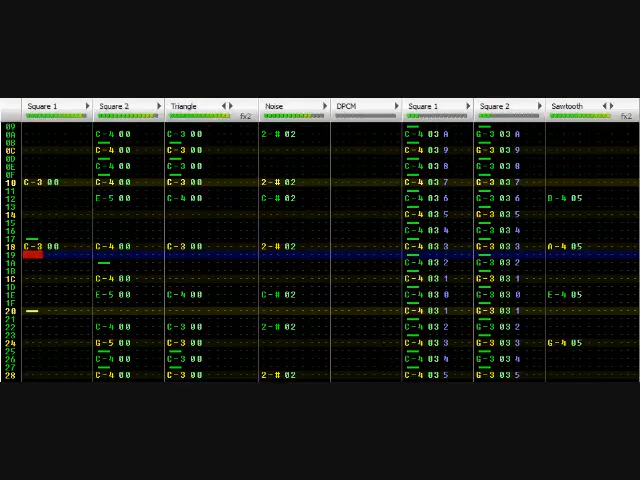 Square 1 Square 2 Triangle Noise DPCM Square 1 Square 2 Sawtooth
fx2 fx2
09
0A C-4 00 C-3 00 2-# 02 C-4 03 A G-3 03 A
0B
0C C-4 00 C-3 00 C-4 03 9 G-3 03 9
0D
0E C-4 00 C-3 00 C-4 03 8 G-3 03 8
0F
10 C-3 00 C-4 00 C-3 00 2-# 02 C-4 03 7 G-3 03 7
11
12 E-5 00 C-4 00 C-# 02 C-4 03 6 G-3 03 6 B-4 05
13
14 C-4 03 5 G-3 03 5
15
16 C-4 03 4 G-3 03 4
17
18 C-3 00 C-4 00 C-3 00 2-# 02 C-4 03 3 G-3 03 3 A-4 05
19
1A C-4 03 2 G-3 03 2
1B
1C C-4 00 C-4 03 1 G-3 03 1
1D
1E E-5 00 C-4 00 C-# 02 C-4 03 0 G-3 03 0 E-4 05
1F
20 C-4 03 1 G-3 03 1
21
22 C-4 00 C-3 00 2-# 02 C-4 03 2 G-3 03 2
23
24 G-5 00 C-3 00 C-4 03 3 G-3 03 3 G-4 05
25
26 C-4 00 C-3 00 C-4 03 4 G-3 03 4
27
28 C-4 00 C-3 00 2-# 02 C-4 03 5 G-3 03 5